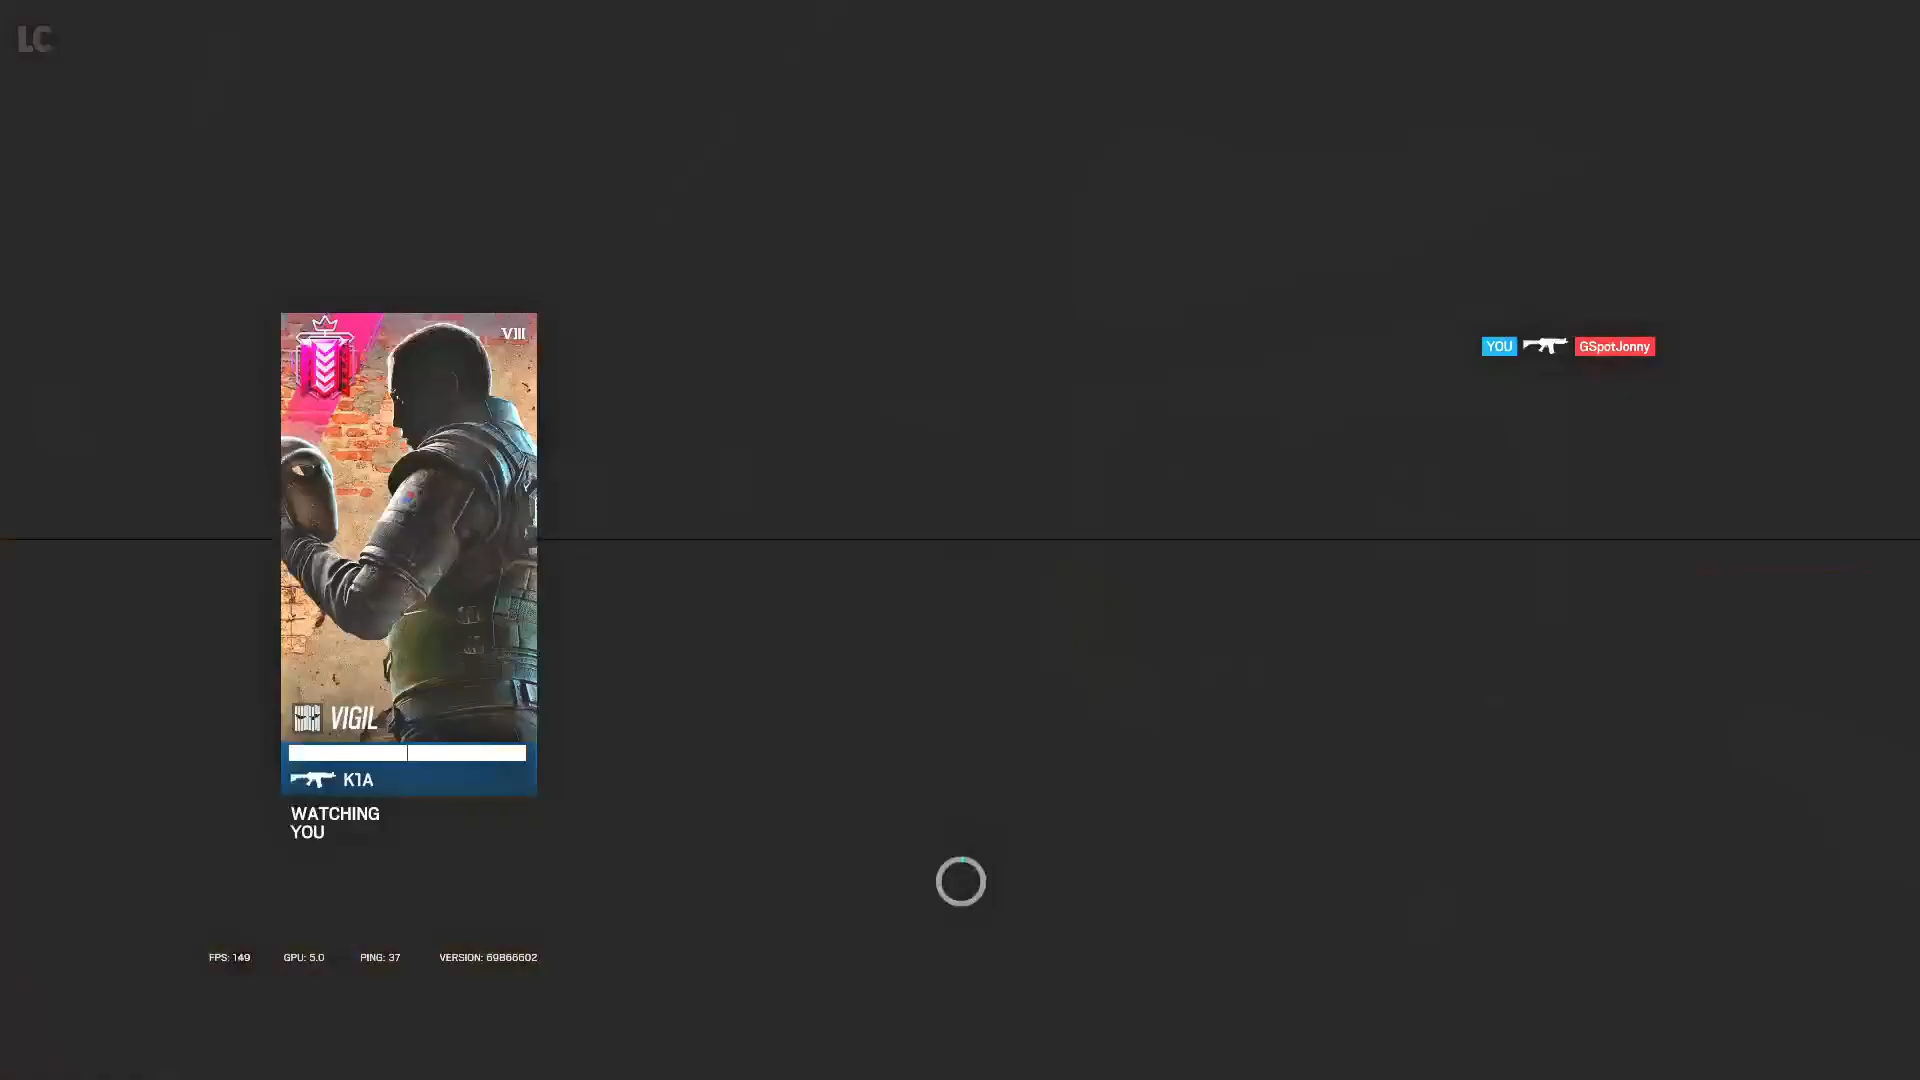 LC
VIII
YOU GSpotJonny
VIGIL
K1A
WATCHING
YOU
FPS: 149 GPU: 5.0 PING: 37 VERSION: 69866602